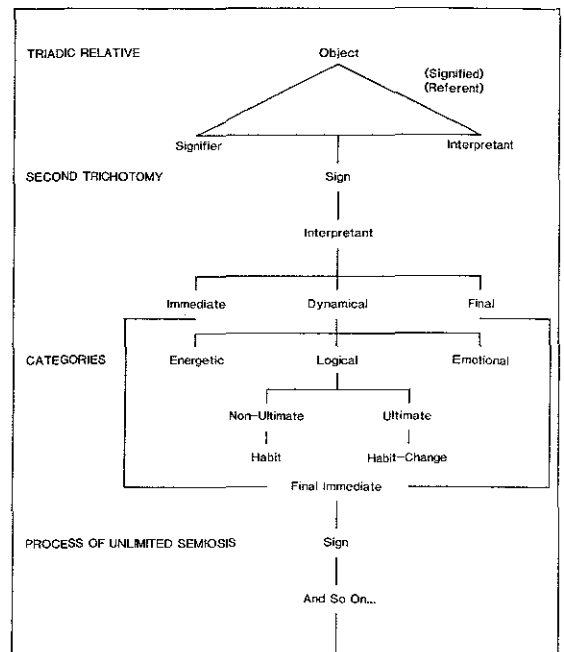 TRIADIC RELATIVE
Object
(Signified)
(Referent)
Signifier
Interpretant
SECOND TRICHOTOMY
Sign
Interpretant
Immediate
Dynamical
Final
CATEGORIES
Energetic
Logical
Emotional
Non-Ultimate
Ultimate
Habit
Habit-Change
Final Immediate
PROCESS OF UNLIMITED SEMIOSIS
Sign
And So On...